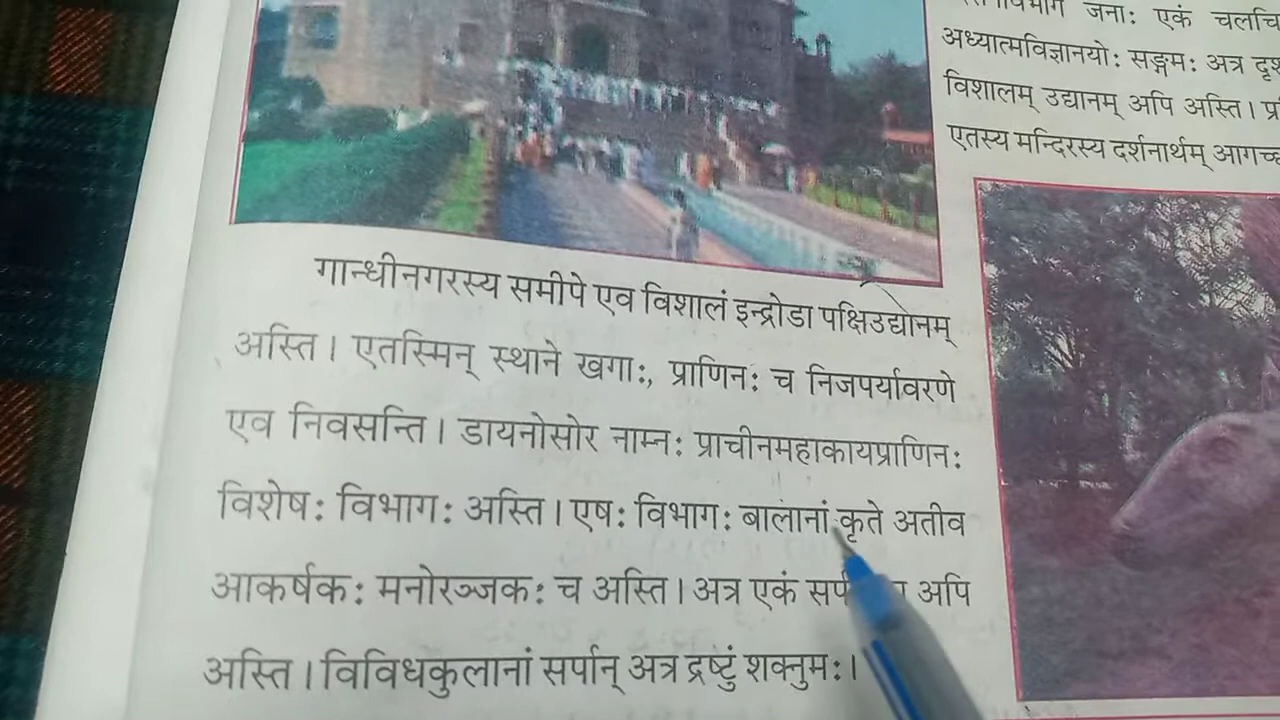 गान्धीनगरस्य समीपे एव विशालं इन्द्रोडा पक्षिउद्योनम्
अस्ति। एतस्मिन् स्थाने खगाः, प्राणिनः च निजपर्यावरणे
एव निवसन्ति। डायनोसोर नाम्नः प्राचीनमहाकायप्राणिनः
विशेषः विभागः अस्ति। एषः विभागः बालानां कृते अतीव
आकर्षकः मनोरञ्जकः च अस्ति। अत्र एकं अपि
अस्ति। विविधकुलानां सर्पान् अत्र द्रष्टुं शक्नुमः।
जनाः एकं
अध्यात्मविज्ञानयोः सङ्गमः अत्र
विशालम् उद्यानम् अपि अस्ति।
एतस्य मन्दिरस्य दर्शनार्थम्